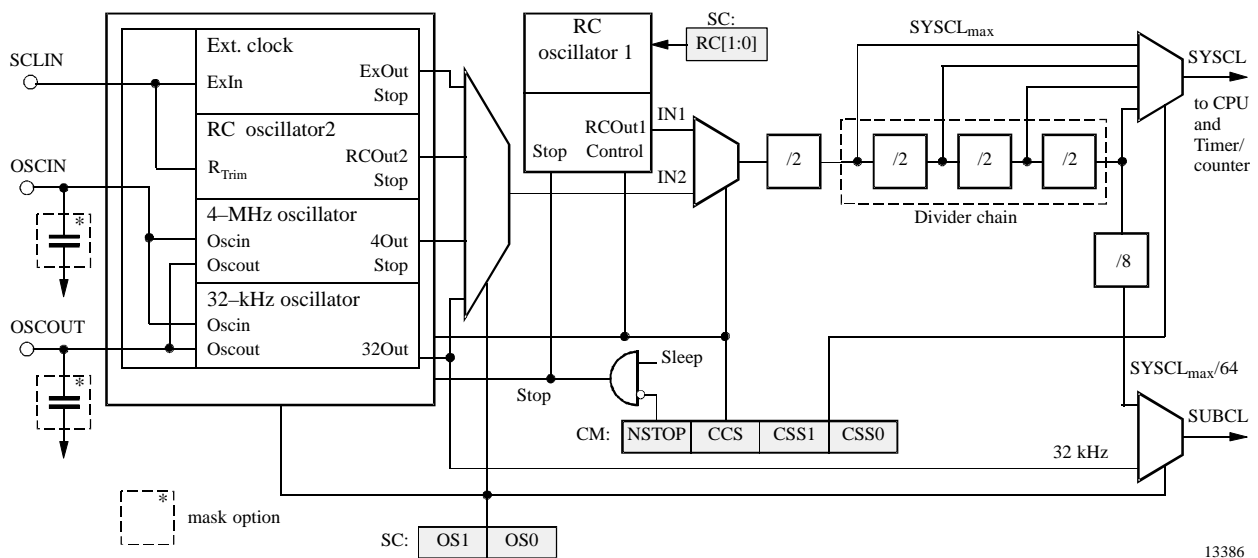 SCLIN
OSCIN
*
OSCOUT
*
Ext. clock
ExIn
ExOut
Stop
RC oscillator2
RTrim
RCOut2
Stop
4–MHz oscillator
Oscin
4Out
Oscout
Stop
32–kHz oscillator
Oscin
Oscout
32Out
RC
oscillator 1
RCOut1
Stop
Control
SC:
RC[1:0]
IN1
IN2
/2
SYSCLmax
/2
/2
/2
Divider chain
SYSCL
to CPU
and
Timer/
counter
/8
SYSCLmax/64
SUBCL
Sleep
Stop
CM:
NSTOP
CCS
CSS1
CSS0
32 kHz
*
mask option
SC:
OS1
OS0
13386